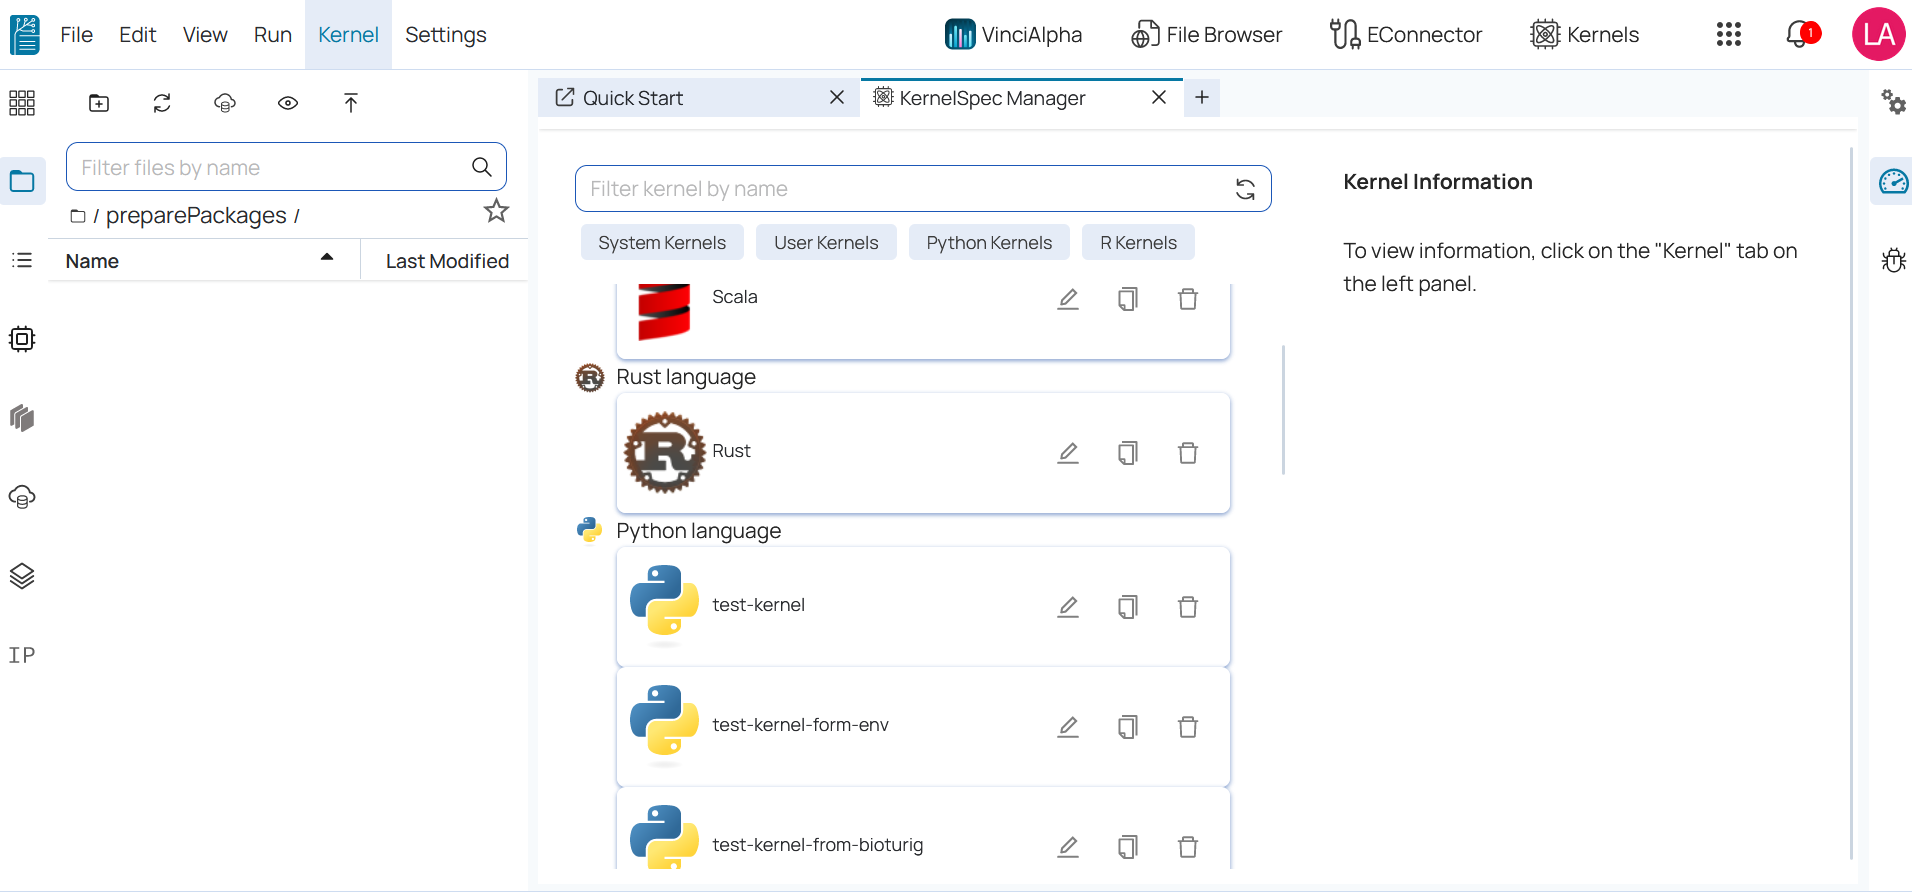 File Edit View Run Kernel Settings VinciAlpha File Browser EConnector Kernels 1 LA
Quick Start KernelSpec Manager
Filter files by name
/ preparePackages /
Name Last Modified
IP
Filter kernel by name
System Kernels User Kernels Python Kernels R Kernels
Scala
Rust language
Rust
Python language
test-kernel
test-kernel-form-env
test-kernel-from-bioturig
Kernel Information
To view information, click on the "Kernel" tab on
the left panel.